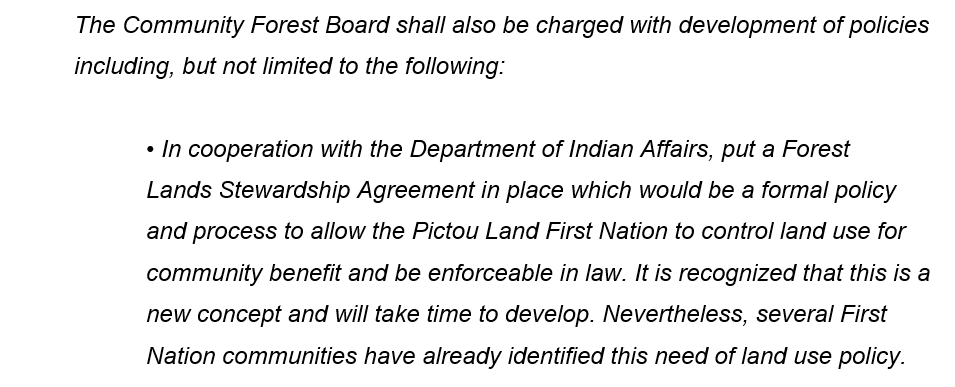 The Community Forest Board shall also be charged with development of policies
including, but not limited to the following:
• In cooperation with the Department of Indian Affairs, put a Forest
Lands Stewardship Agreement in place which would be a formal policy
and process to allow the Pictou Land First Nation to control land use for
community benefit and be enforceable in law. It is recognized that this is a
new concept and will take time to develop. Nevertheless, several First
Nation communities have already identified this need of land use policy.